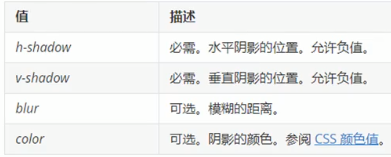 值 描述
h-shadow 必需。水平阴影的位置。允许负值。
v-shadow 必需。垂直阴影的位置。允许负值。
blur 可选。模糊的距离。
color 可选。阴影的颜色。参阅 CSS 颜色值。